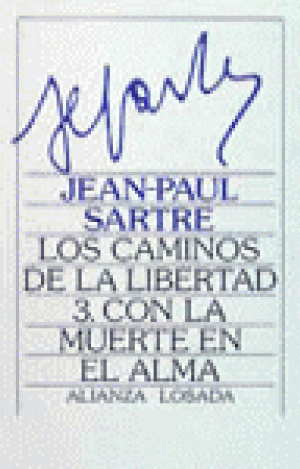 JEAN-PAUL
SARTRE
LOS CAMINOS
DE LA LIBERTAD
3. CON LA
MUERTE EN
EL ALMA
ALIANZA LOSADA